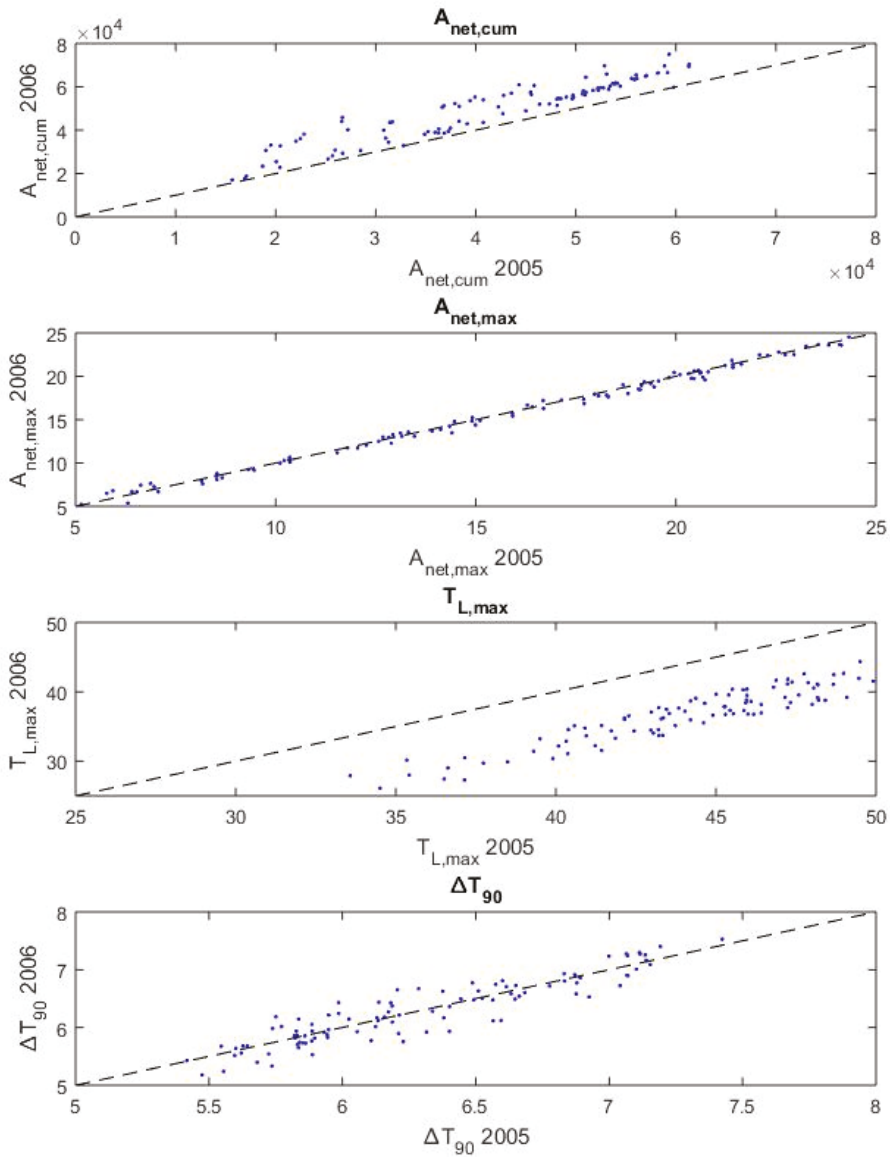 A_net,cum
×10^4
8
6
4
2
0
A_net,cum 2006
0 1 2 3 4 5 6 7 8
A_net,cum 2005
×10^4
A_net,max
25
20
15
10
5
A_net,max 2006
5 10 15 20 25
A_net,max 2005
T_L,max
50
40
30
T_L,max 2006
25 30 35 40 45 50
T_L,max 2005
ΔT_90
8
7
6
5
ΔT_90 2006
5 5.5 6 6.5 7 7.5 8
ΔT_90 2005